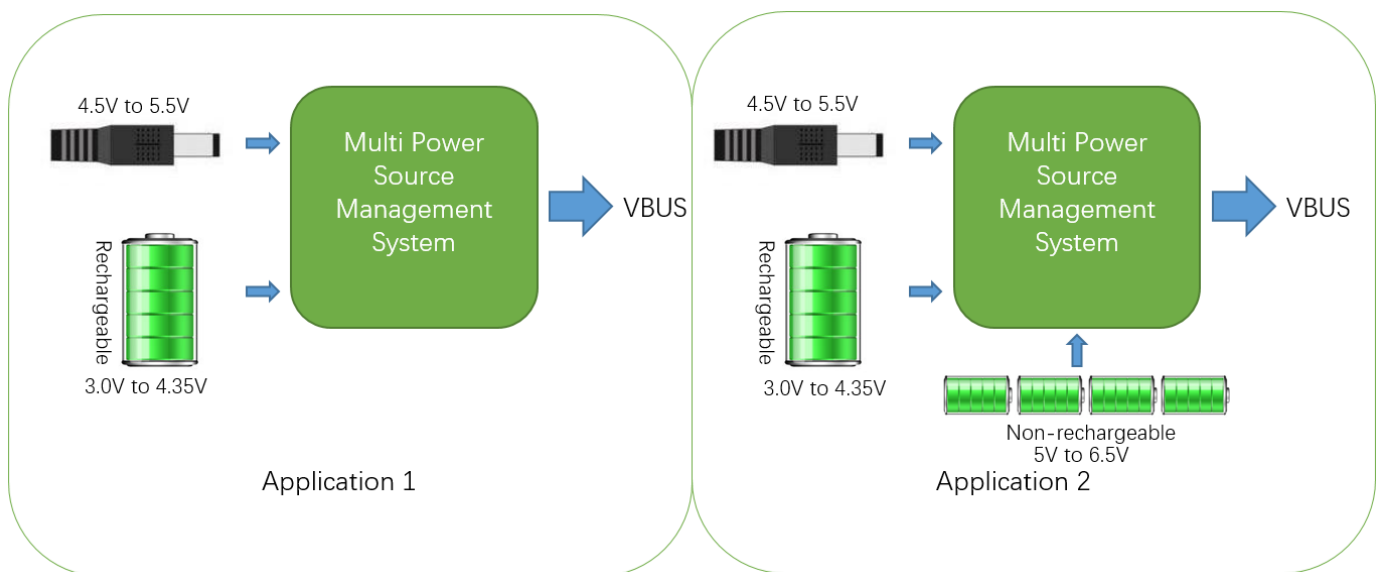 4.5V to 5.5V
Multi Power
Source
Management
System
VBUS
Rechargeable
3.0V to 4.35V
Application 1
4.5V to 5.5V
Multi Power
Source
Management
System
VBUS
Rechargeable
3.0V to 4.35V
Non-rechargeable
5V to 6.5V
Application 2